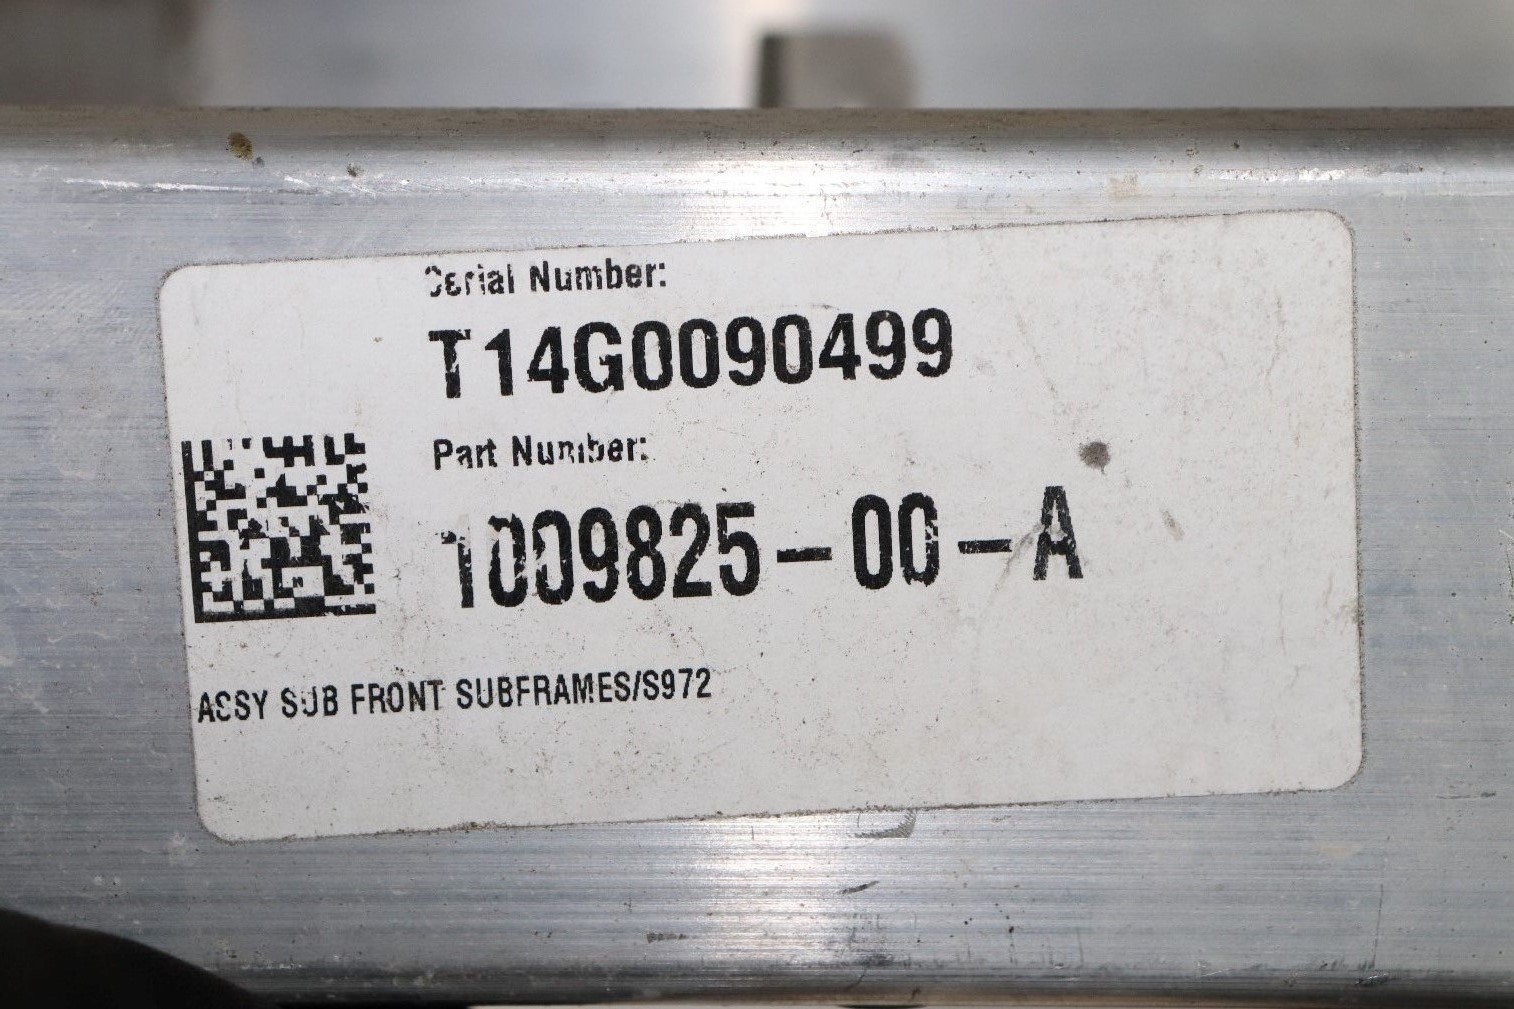 Serial Number:
T14G0090499
Part Number:
1009825-00-A
ASSY SUB FRONT SUBFRAMES/S972